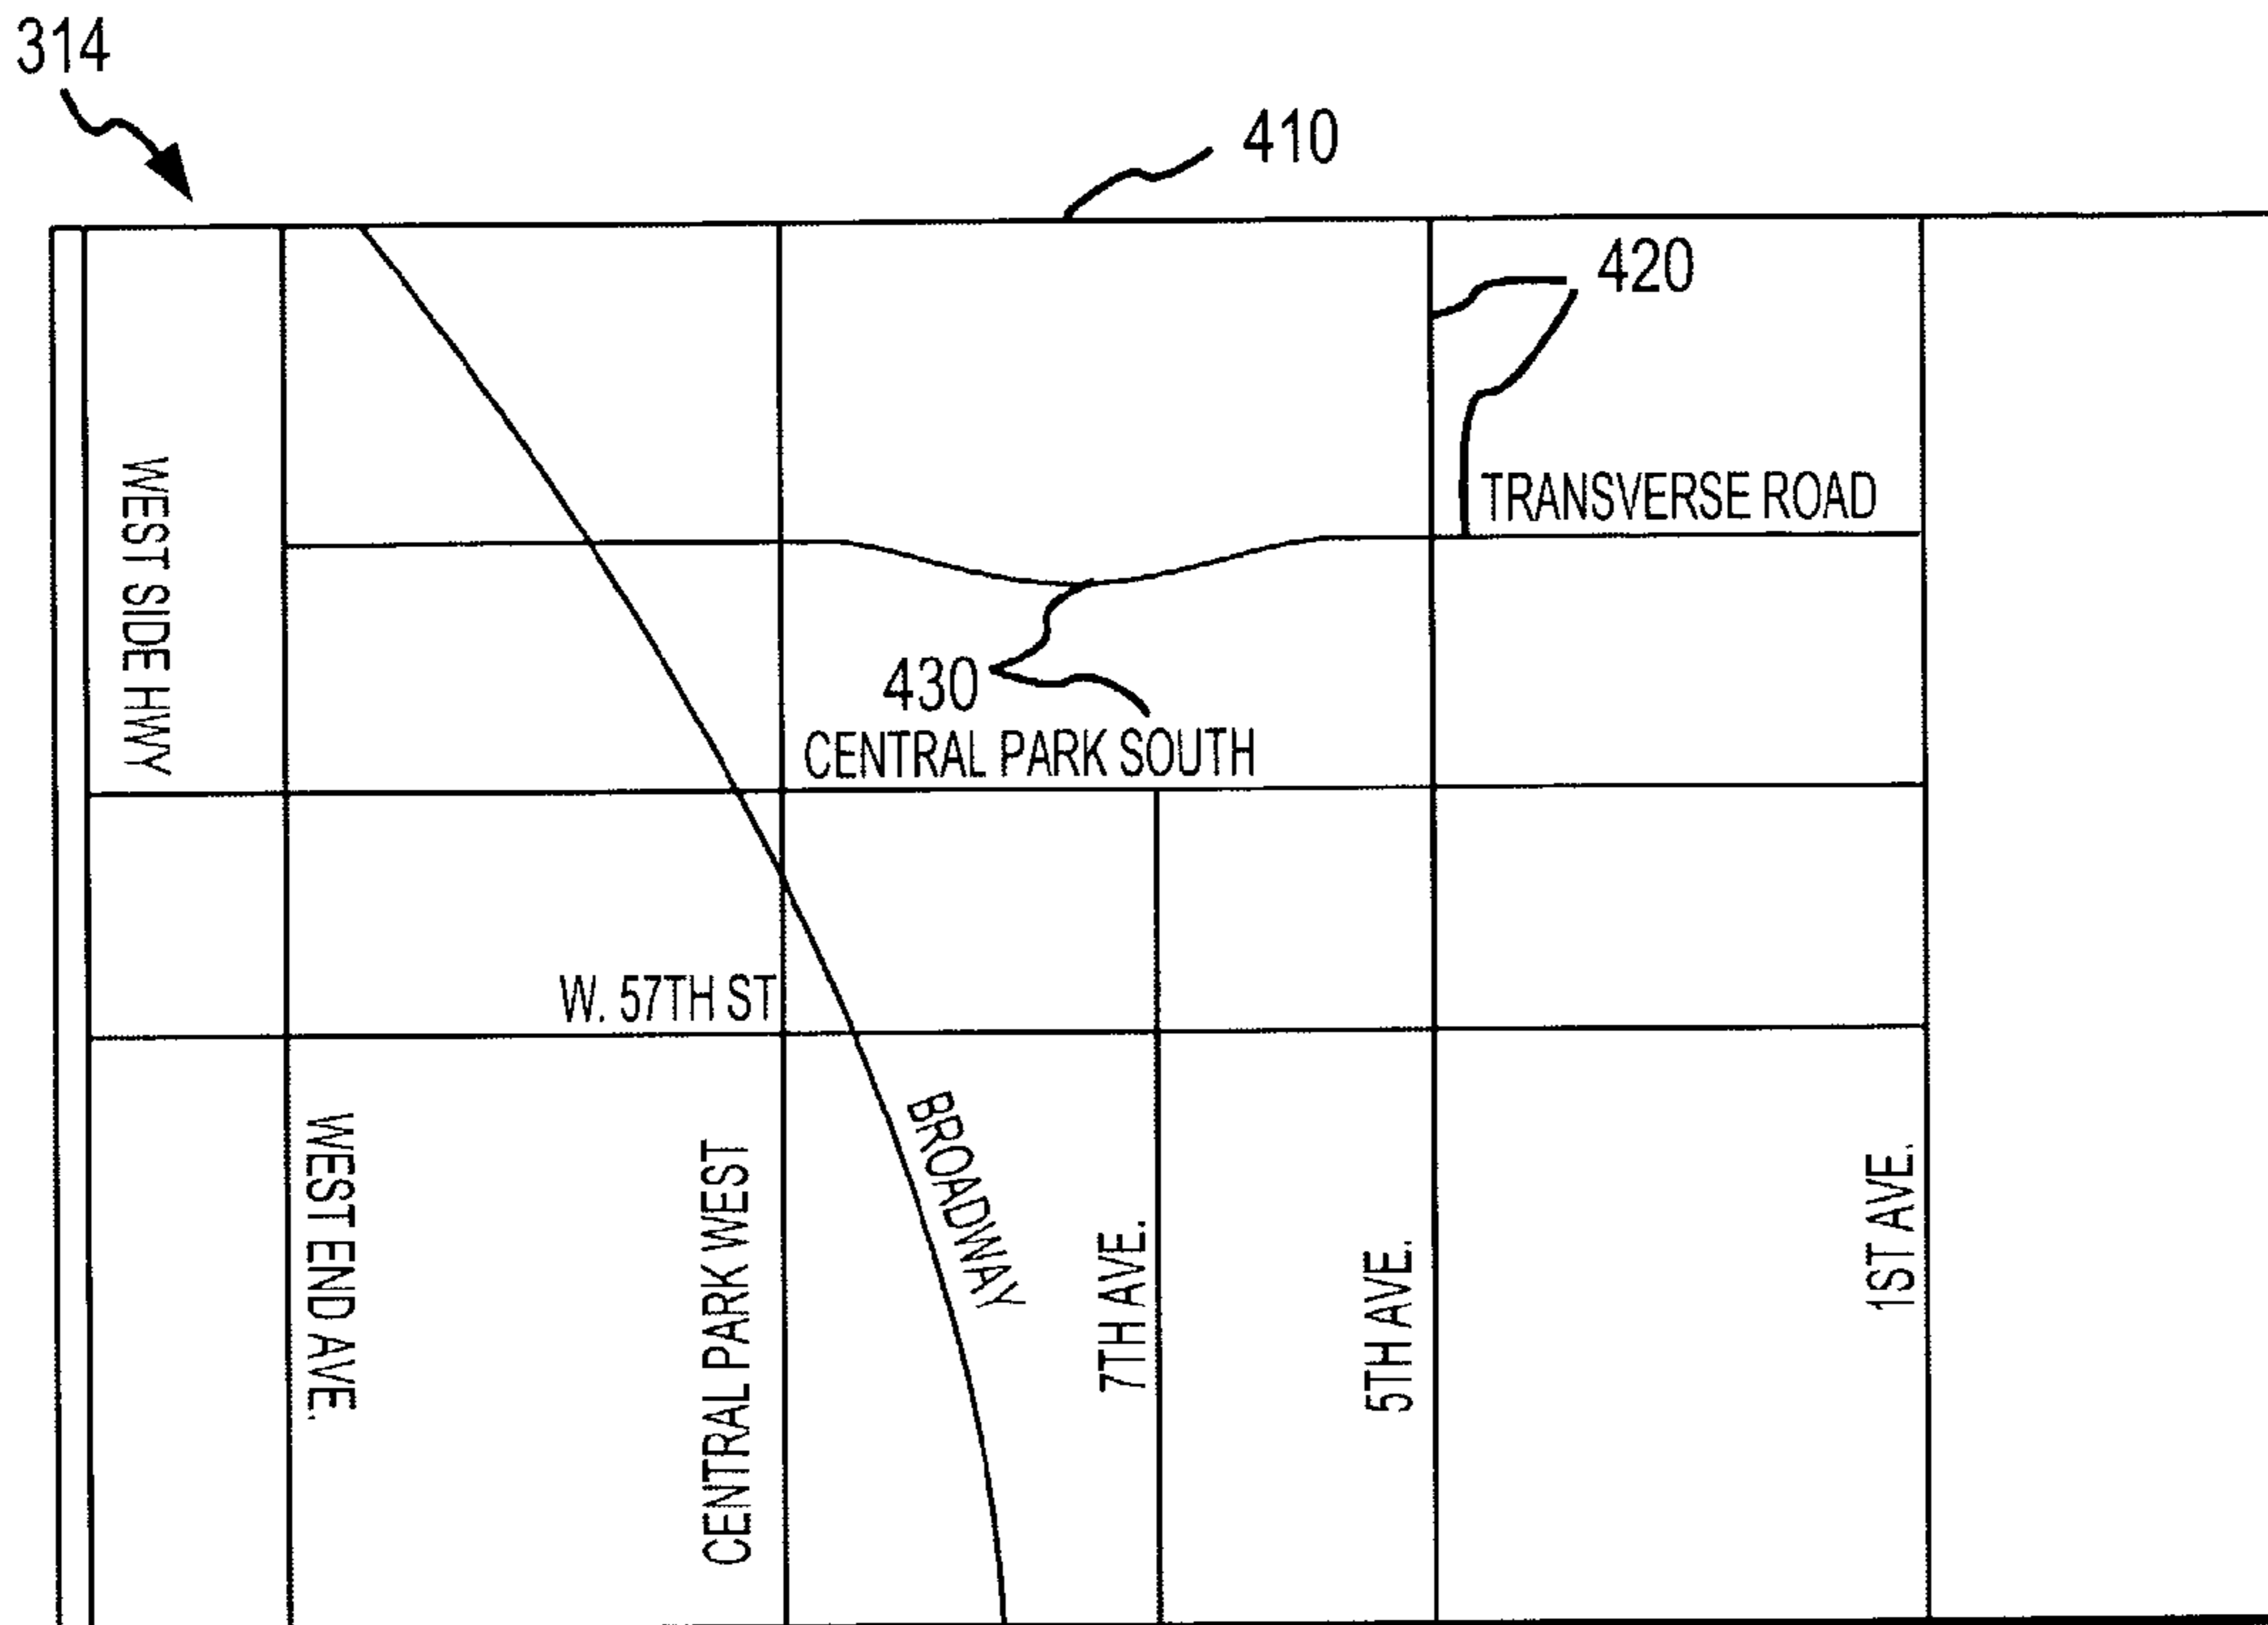 314
410
420
TRANSVERSE ROAD
WEST SIDE HWY
430
CENTRAL PARK SOUTH
W. 57TH ST
BROADWAY
WEST END AVE.
CENTRAL PARK WEST
7TH AVE.
5TH AVE.
1ST AVE.